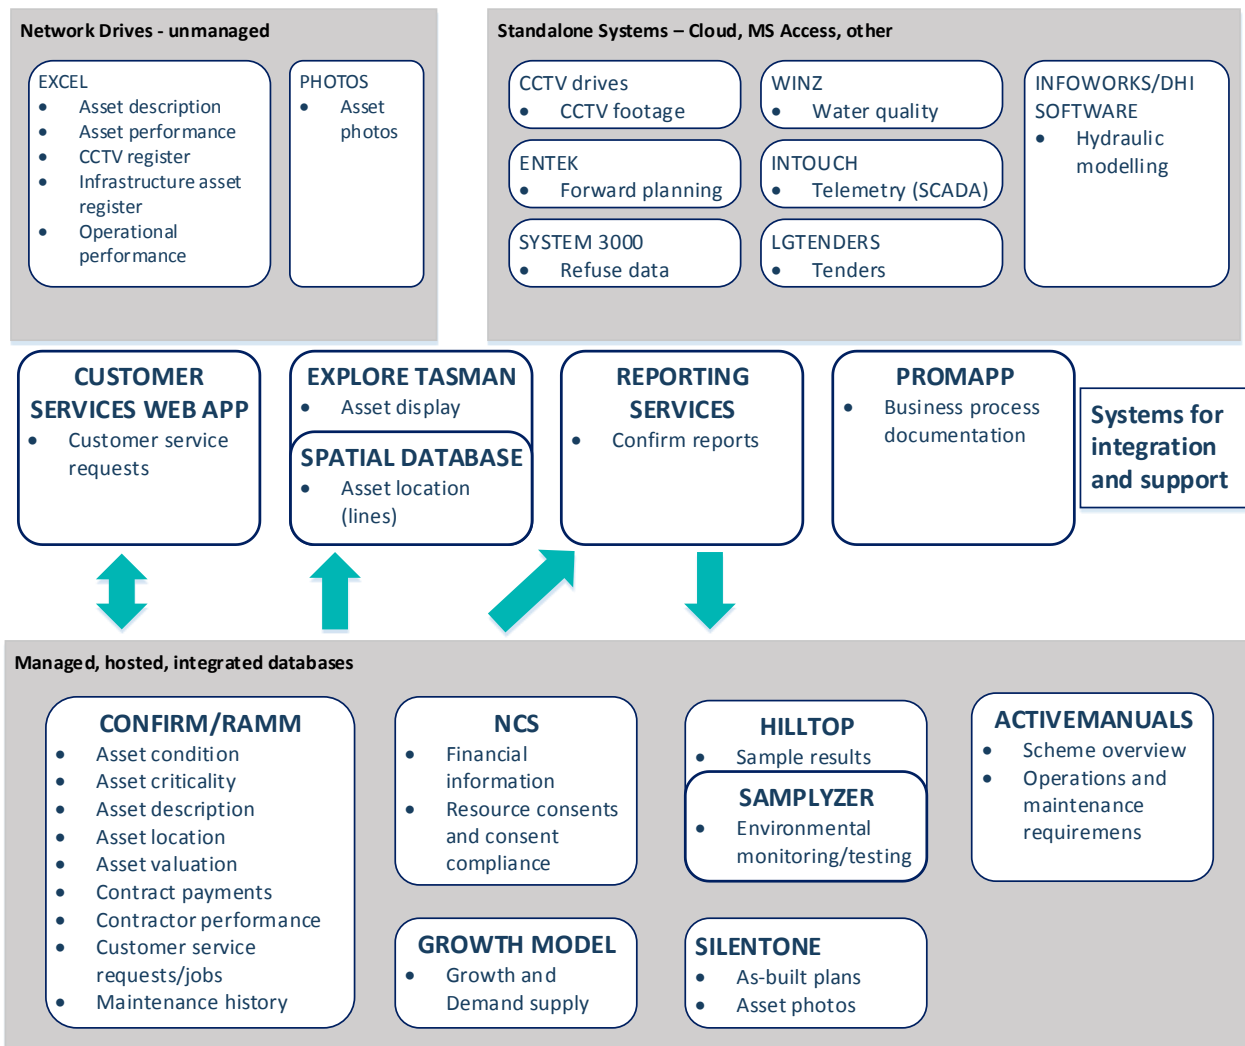 Network Drives - unmanaged
EXCEL
• Asset description
• Asset performance
• CCTV register
• Infrastructure asset
register
• Operational
performance
PHOTOS
• Asset
photos
Standalone Systems – Cloud, MS Access, other
CCTV drives
• CCTV footage
WINZ
• Water quality
INFOWORKS/DHI
SOFTWARE
• Hydraulic
modelling
ENTEK
• Forward planning
INTOUCH
• Telemetry (SCADA)
SYSTEM 3000
• Refuse data
LGTENDERS
• Tenders
CUSTOMER
SERVICES WEB APP
• Customer service
requests
EXPLORE TASMAN
• Asset display
SPATIAL DATABASE
• Asset location
(lines)
REPORTING
SERVICES
• Confirm reports
PROMAPP
• Business process
documentation
Systems for
integration
and support
Managed, hosted, integrated databases
CONFIRM/RAMM
• Asset condition
• Asset criticality
• Asset description
• Asset location
• Asset valuation
• Contract payments
• Contractor performance
• Customer service
requests/jobs
• Maintenance history
NCS
• Financial
information
• Resource consents
and consent
compliance
HILLTOP
• Sample results
SAMPLYZER
• Environmental
monitoring/testing
ACTIVEMANUALS
• Scheme overview
• Operations and
maintenance
requiremens
GROWTH MODEL
• Growth and
Demand supply
SILENTONE
• As-built plans
• Asset photos